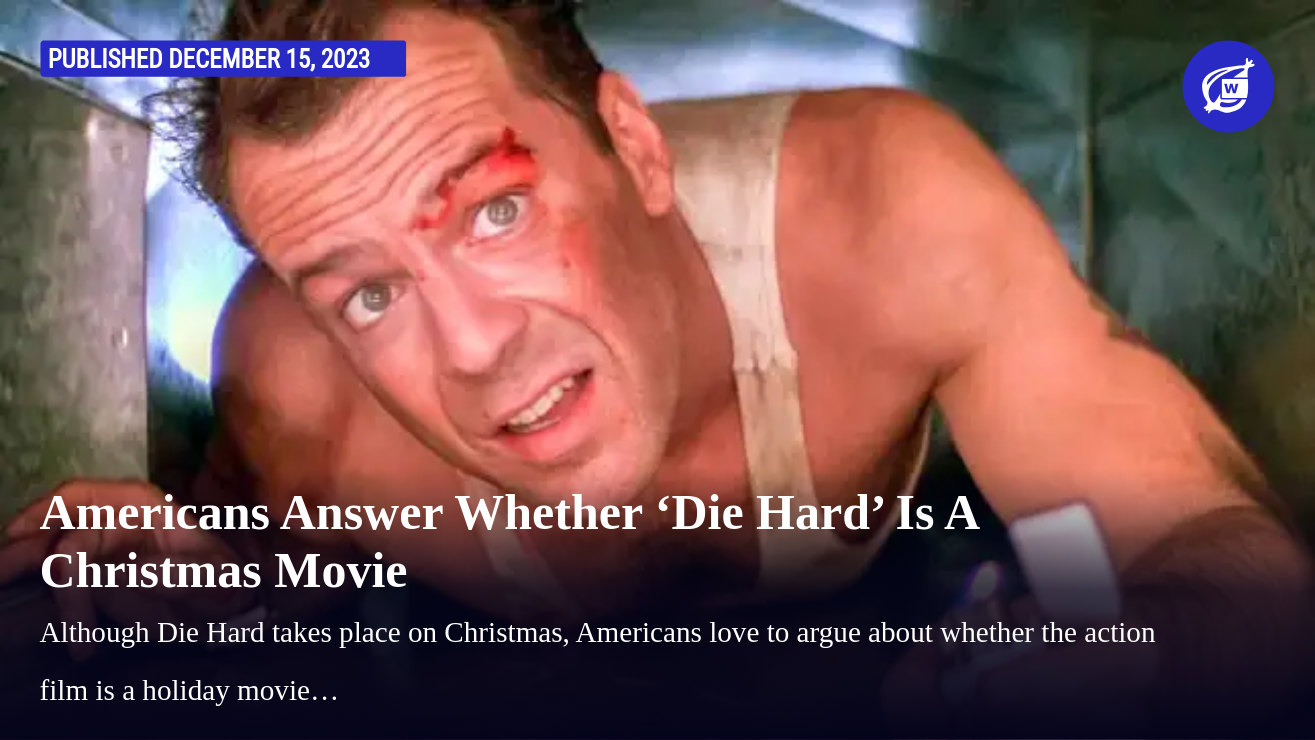 PUBLISHED DECEMBER 15, 2023
W
Americans Answer Whether ‘Die Hard’ Is A
Christmas Movie
Although Die Hard takes place on Christmas, Americans love to argue about whether the action
film is a holiday movie…